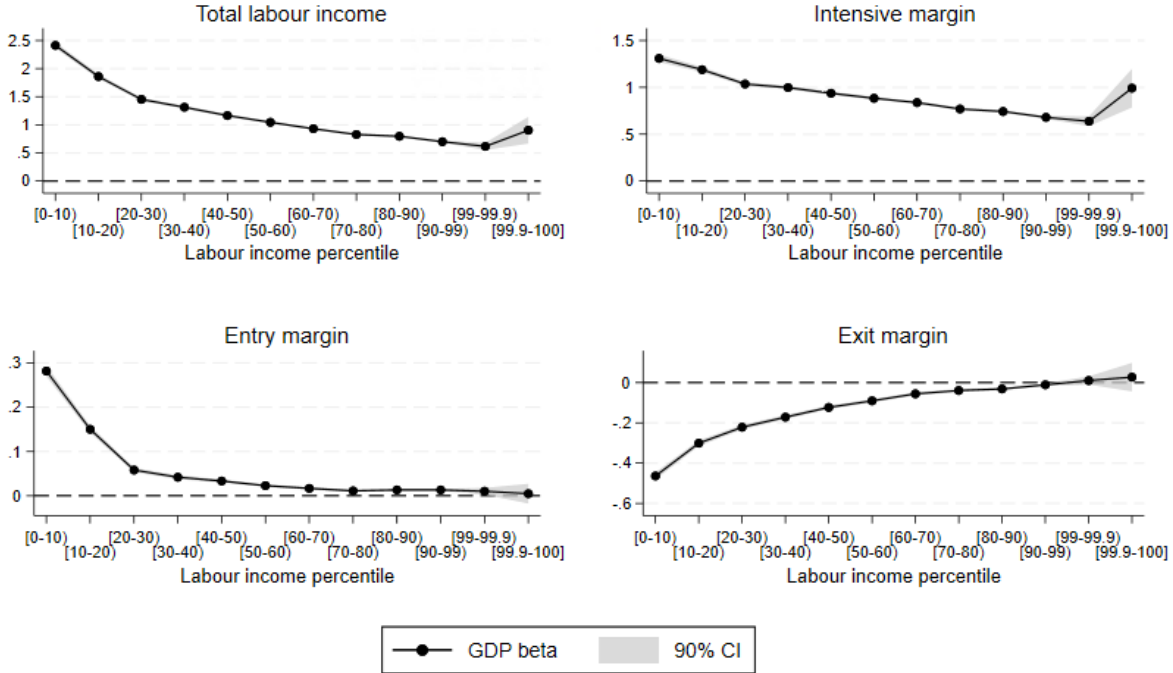 Total labour income
2.5
2
1.5
1
.5
0
[0-10) [20-30) [40-50) [60-70) [80-90) [99-99.9)
[10-20) [30-40) [50-60) [70-80) [90-99) [99.9-100]
Labour income percentile
Intensive margin
1.5
1
.5
0
[0-10) [20-30) [40-50) [60-70) [80-90) [99-99.9)
[10-20) [30-40) [50-60) [70-80) [90-99) [99.9-100]
Labour income percentile
Entry margin
.3
.2
.1
0
[0-10) [20-30) [40-50) [60-70) [80-90) [99-99.9)
[10-20) [30-40) [50-60) [70-80) [90-99) [99.9-100]
Labour income percentile
Exit margin
0
-.2
-.4
-.6
[0-10) [20-30) [40-50) [60-70) [80-90) [99-99.9)
[10-20) [30-40) [50-60) [70-80) [90-99) [99.9-100]
Labour income percentile
GDP beta 90% CI